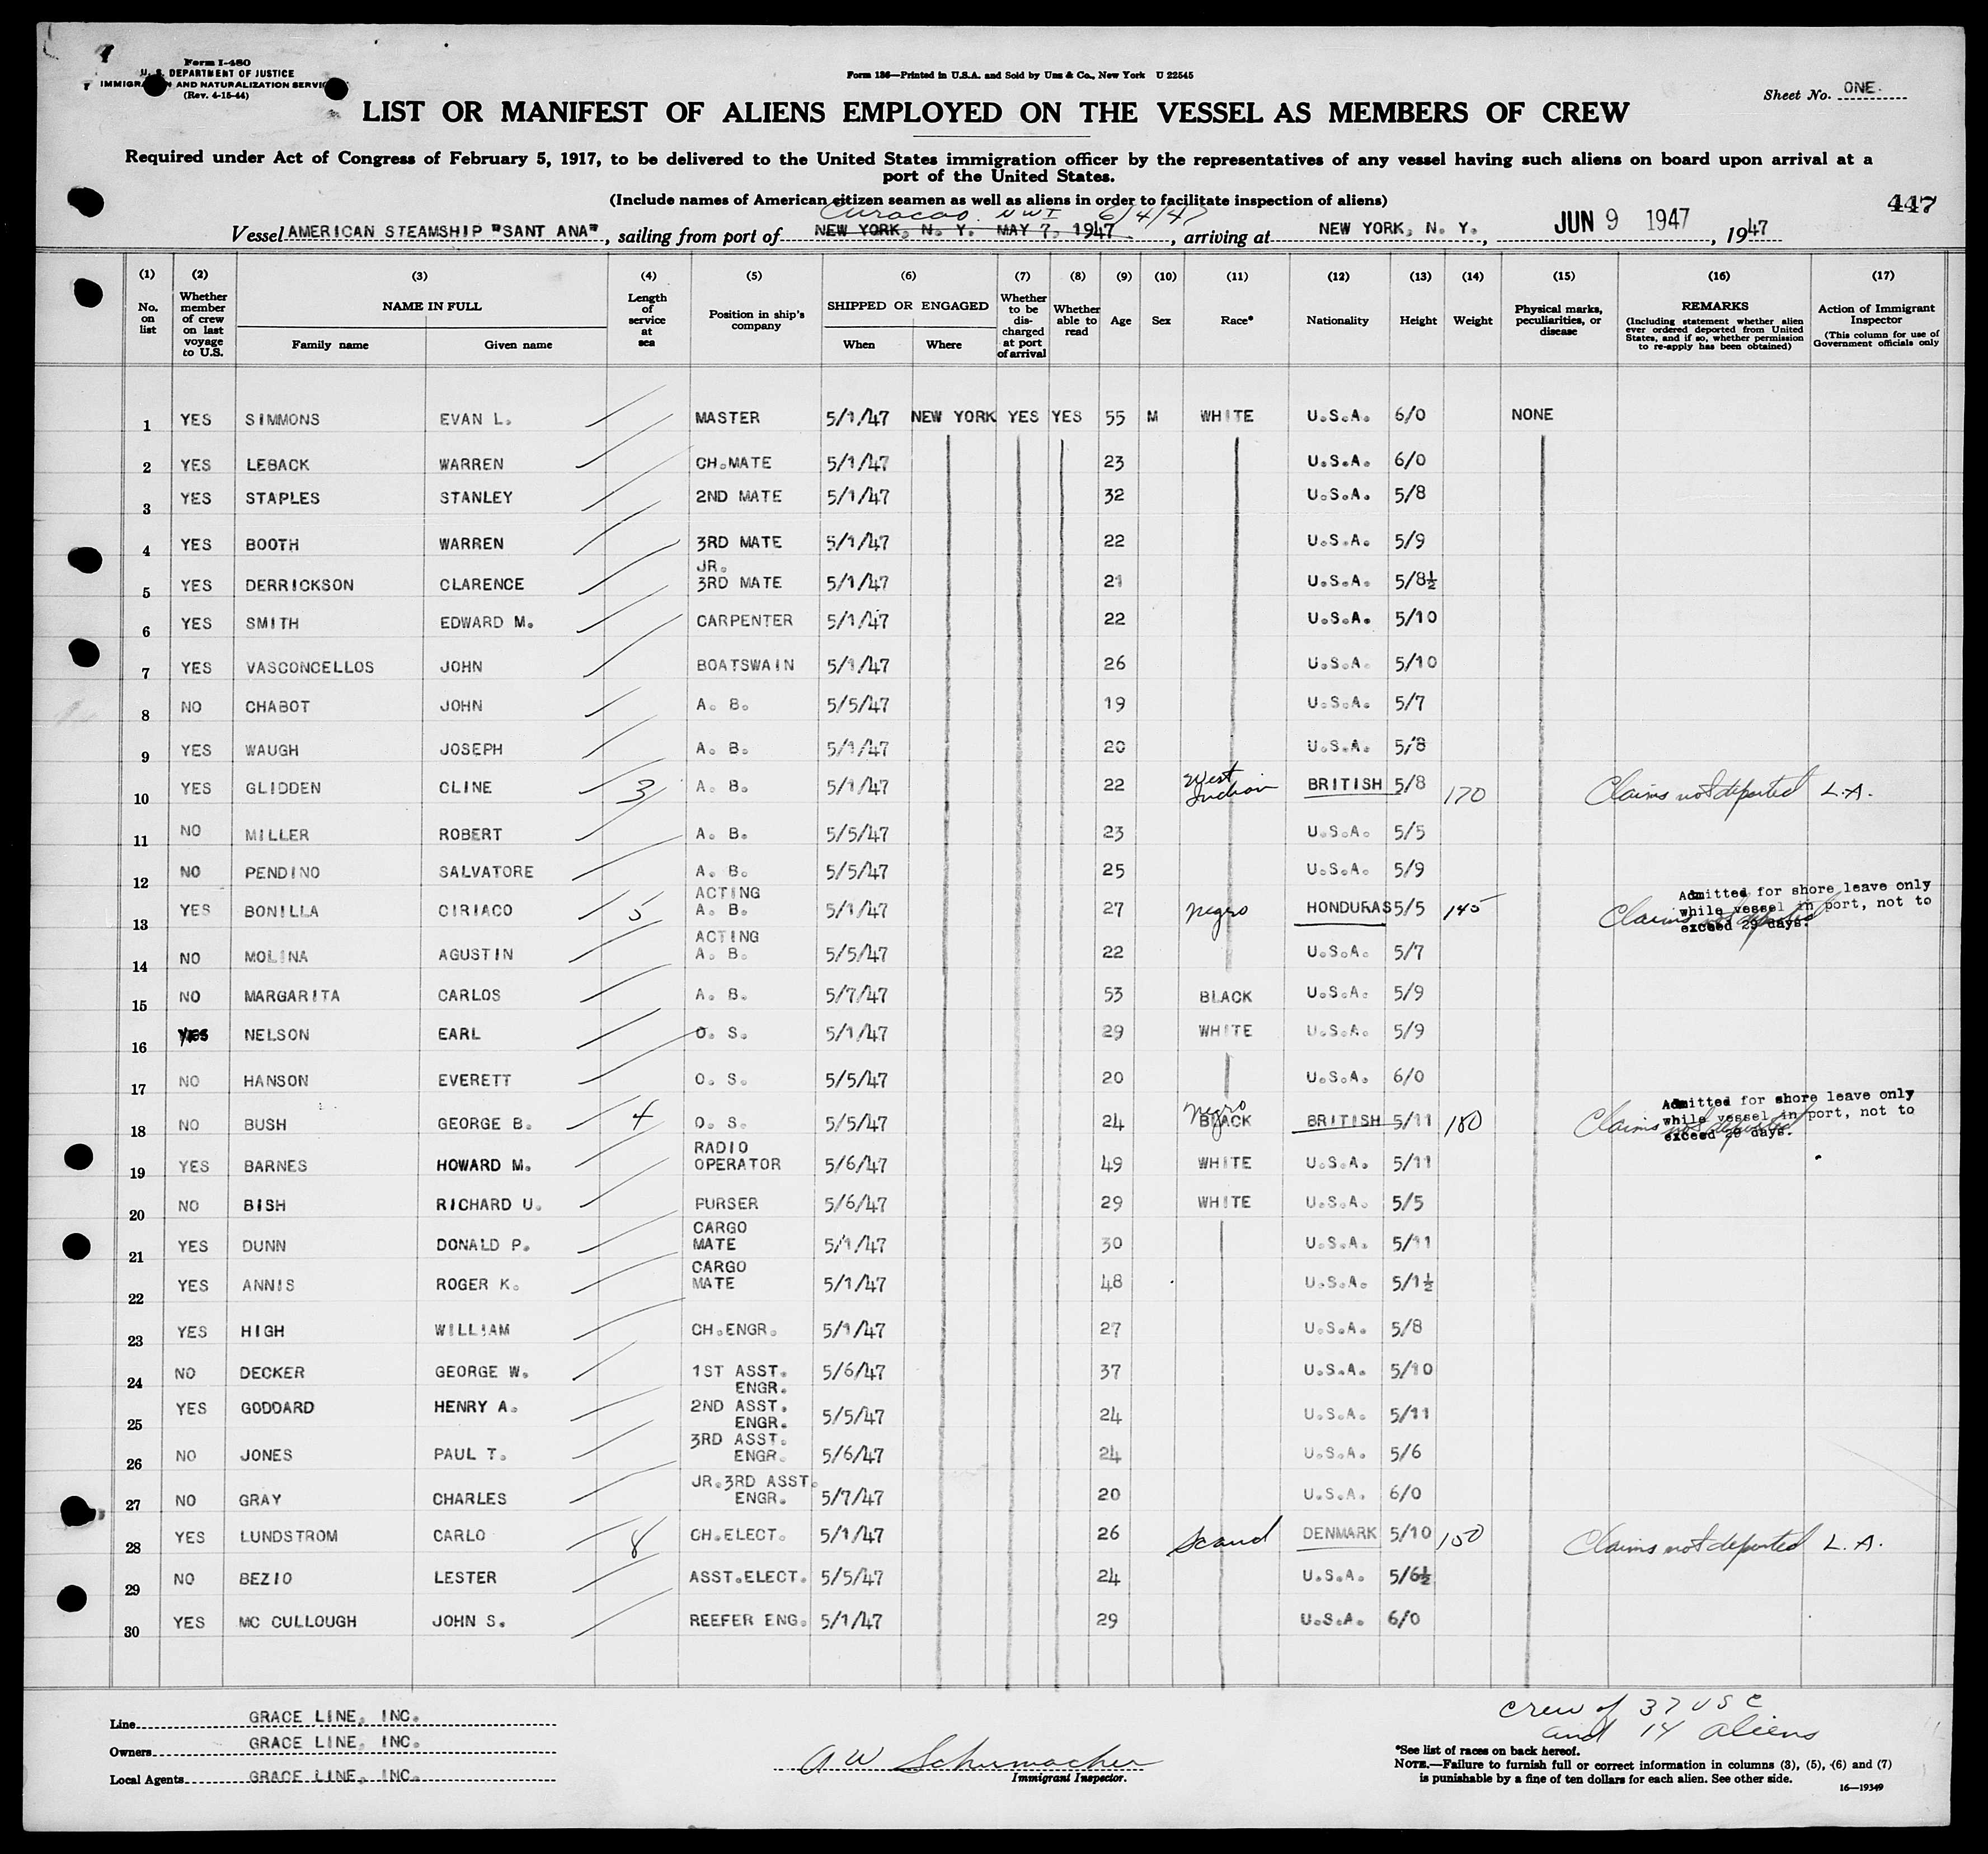 Form I-480
U. S. DEPARTMENT OF JUSTICE
IMMIGRATION AND NATURALIZATION SERVICE
(Rev. 4-15-44)
Form 136—Printed in U.S.A. and Sold by Unz & Co., New York U 22545
Sheet No. ONE.
LIST OR MANIFEST OF ALIENS EMPLOYED ON THE VESSEL AS MEMBERS OF CREW
Required under Act of Congress of February 5, 1917, to be delivered to the United States immigration officer by the representatives of any vessel having such aliens on board upon arrival at a
port of the United States.
(Include names of American citizen seamen as well as aliens in order to facilitate inspection of aliens)
447
Curacao. N W I 6/4/47
Vessel AMERICAN STEAMSHIP "SANT ANA", sailing from port of NEW YORK, N. Y. MAY 7, 1947, arriving at NEW YORK, N. Y., JUN 9 1947, 1947
(1) (2) (3) (4) (5) (6) (7) (8) (9) (10) (11) (12) (13) (14) (15) (16) (17)
No. on list
Whether member of crew on last voyage to U.S.
NAME IN FULL
Family name Given name
Length of service at sea
Position in ship's company
SHIPPED OR ENGAGED
When Where
Whether to be discharged at port of arrival
Whether able to read
Age
Sex
Race*
Nationality
Height
Weight
Physical marks, peculiarities, or disease
REMARKS
(Including statement whether alien ever ordered deported from United States, and if so, whether permission to re-apply has been obtained)
Action of Immigrant Inspector
(This column for use of Government officials only
1 YES SIMMONS EVAN L. MASTER 5/1/47 NEW YORK YES YES 55 M WHITE U.S.A. 6/0 NONE
2 YES LEBACK WARREN CH.MATE 5/1/47 23 U.S.A. 6/0
3 YES STAPLES STANLEY 2ND MATE 5/1/47 32 U.S.A. 5/8
4 YES BOOTH WARREN 3RD MATE 5/1/47 22 U.S.A. 5/9
5 YES DERRICKSON CLARENCE JR. 3RD MATE 5/1/47 21 U.S.A. 5/8½
6 YES SMITH EDWARD M. CARPENTER 5/1/47 22 U.S.A. 5/10
7 YES VASCONCELLOS JOHN BOATSWAIN 5/1/47 26 U.S.A. 5/10
8 NO CHABOT JOHN A. B. 5/5/47 19 U.S.A. 5/7
9 YES WAUGH JOSEPH A. B. 5/1/47 20 U.S.A. 5/8
10 YES GLIDDEN CLINE 3 A. B. 5/1/47 22 West Indian BRITISH 5/8 170 Claims not deported L.A.
11 NO MILLER ROBERT A. B. 5/5/47 23 U.S.A. 5/5
12 NO PENDINO SALVATORE A. B. 5/5/47 25 U.S.A. 5/9
13 YES BONILLA CIRIACO 5 ACTING A. B. 5/1/47 27 negro HONDURAS 5/5 145 Claims not deported Admitted for shore leave only while vessel in port, not to exceed 29 days.
14 NO MOLINA AGUSTIN ACTING A. B. 5/5/47 22 U.S.A. 5/7
15 NO MARGARITA CARLOS A. B. 5/7/47 53 BLACK U.S.A. 5/9
16 YES NELSON EARL O. S. 5/1/47 29 WHITE U.S.A. 5/9
17 NO HANSON EVERETT O. S. 5/5/47 20 U.S.A. 6/0
18 NO BUSH GEORGE B. 4 O. S. 5/5/47 24 negro BLACK BRITISH 5/11 180 Claims not deported Admitted for shore leave only while vessel in port, not to exceed 29 days.
19 YES BARNES HOWARD M. RADIO OPERATOR 5/6/47 49 WHITE U.S.A. 5/11
20 NO BISH RICHARD U. PURSER 5/6/47 29 WHITE U.S.A. 5/5
21 YES DUNN DONALD P. CARGO MATE 5/1/47 30 U.S.A. 5/11
22 YES ANNIS ROGER K. CARGO MATE 5/1/47 48 U.S.A. 5/1½
23 YES HIGH WILLIAM CH.ENGR. 5/1/47 27 U.S.A. 5/8
24 NO DECKER GEORGE W. 1ST ASST. ENGR. 5/6/47 37 U.S.A. 5/10
25 YES GODDARD HENRY A. 2ND ASST. ENGR. 5/5/47 24 U.S.A. 5/11
26 NO JONES PAUL T. 3RD ASST. ENGR. 5/6/47 24 U.S.A. 5/6
27 NO GRAY CHARLES JR.3RD ASST. ENGR. 5/7/47 20 U.S.A. 6/0
28 YES LUNDSTROM CARLO 8 CH.ELECT. 5/1/47 26 Scand DENMARK 5/10 150 Claims not deported L.A.
29 NO BEZIO LESTER ASST.ELECT. 5/5/47 24 U.S.A. 5/6½
30 YES MC CULLOUGH JOHN S. REEFER ENG. 5/1/47 29 U.S.A. 6/0
Line GRACE LINE, INC.
Owners GRACE LINE, INC.
Local Agents GRACE LINE, INC.
A W Schumacher
Immigrant Inspector.
crew of 37 U S C
and 14 aliens
*See list of races on back hereof.
NOTE.—Failure to furnish full or correct information in columns (3), (5), (6) and (7)
is punishable by a fine of ten dollars for each alien. See other side.
16—19349